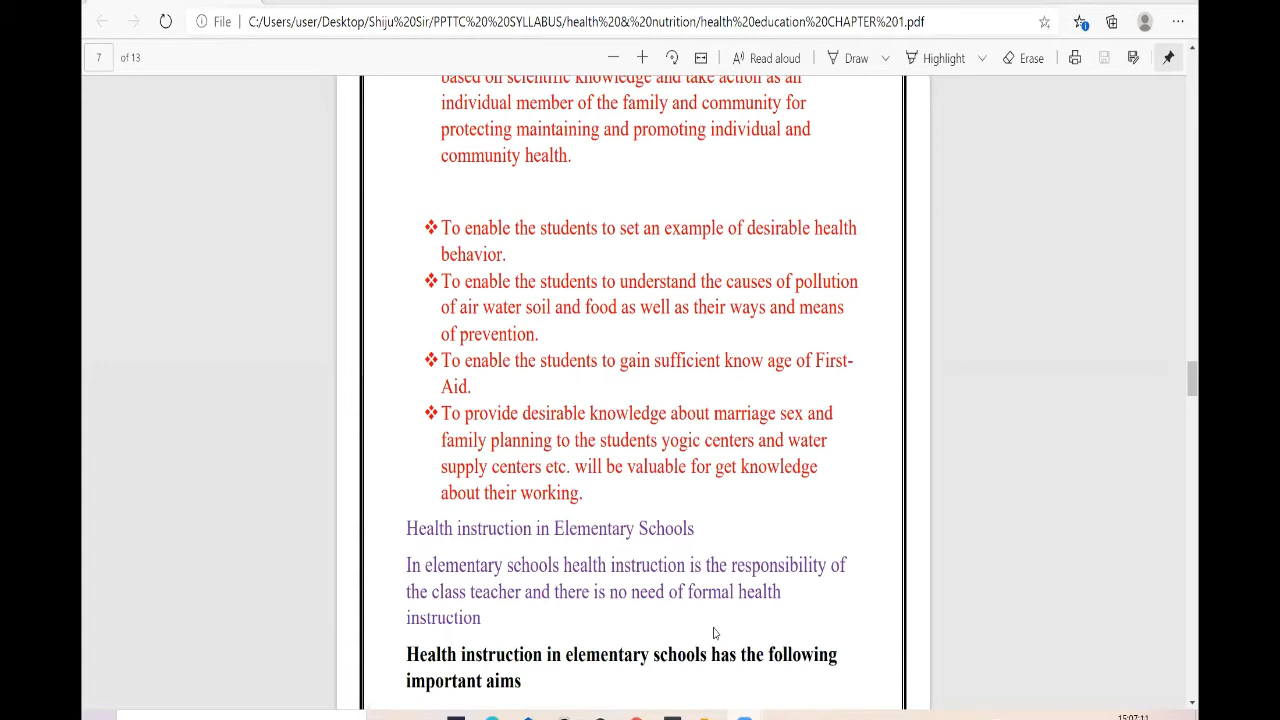 File
C:/Users/user/Desktop/Shiju%20Sir/PPTTC%20%20SYLLABUS/health%20&%20nutrition/health%20education%20CHAPTER%201.pdf
7 of 13
Read aloud
Draw
Highlight
Erase
based on scientific knowledge and take action as an
individual member of the family and community for
protecting maintaining and promoting individual and
community health.
❖ To enable the students to set an example of desirable health
behavior.
❖ To enable the students to understand the causes of pollution
of air water soil and food as well as their ways and means
of prevention.
❖ To enable the students to gain sufficient know age of First-
Aid.
❖ To provide desirable knowledge about marriage sex and
family planning to the students yogic centers and water
supply centers etc. will be valuable for get knowledge
about their working.
Health instruction in Elementary Schools
In elementary schools health instruction is the responsibility of
the class teacher and there is no need of formal health
instruction
Health instruction in elementary schools has the following
important aims
15:07:11